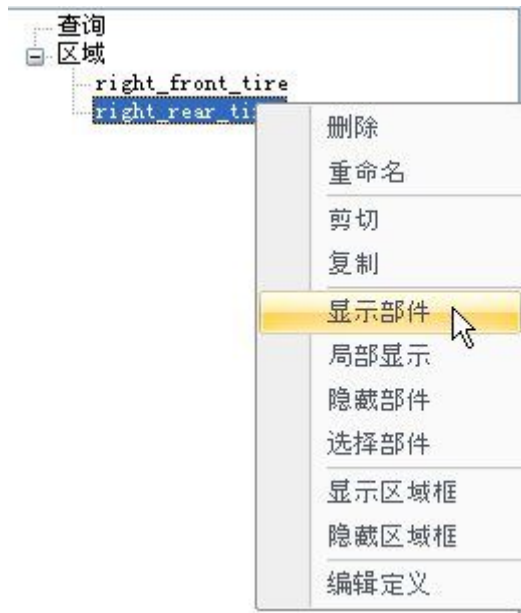 查询
区域
right_front_tire
right_rear_ti
删除
重命名
剪切
复制
显示部件
局部显示
隐藏部件
选择部件
显示区域框
隐藏区域框
编辑定义